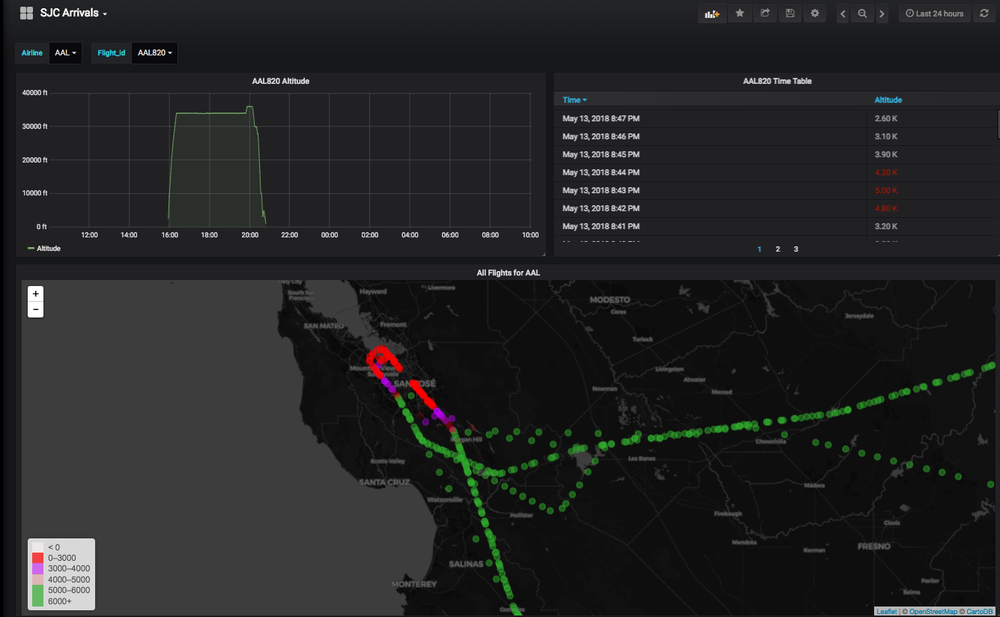 SJC Arrivals
Last 24 hours
Airline AAL Flight_id AAL820
AAL820 Altitude
40000 ft
30000 ft
20000 ft
10000 ft
0 ft
12:00 14:00 16:00 18:00 20:00 22:00 00:00 02:00 04:00 06:00 08:00 10:00
Altitude
AAL820 Time Table
Time Altitude
May 13, 2018 8:47 PM 2.60 K
May 13, 2018 8:46 PM 3.10 K
May 13, 2018 8:45 PM 3.90 K
May 13, 2018 8:44 PM 4.30 K
May 13, 2018 8:43 PM 5.00 K
May 13, 2018 8:42 PM 4.80 K
May 13, 2018 8:41 PM 3.20 K
1 2 3
All Flights for AAL
+
−
Daly City
South San
Francisco
Hayward
Livermore
MODESTO
Ceres
Jerseydale
SAN MATEO
Fremont
Turlock
Mountain View
Sunnyvale
Livingston
SAN JOSÉ
Atwater
Newman
Merced
Morgan Hill
Chowchilla
Scotts Valley
Los Banos
SANTA CRUZ
Madera
Watsonville
Hollister
Firebaugh
Clovis
Mendota
FRESNO
Kerman
SALINAS
MONTEREY
Parlier
Selma
< 0
0–3000
3000–4000
4000–5000
5000–6000
6000+
Leaflet | © OpenStreetMap © CartoDB